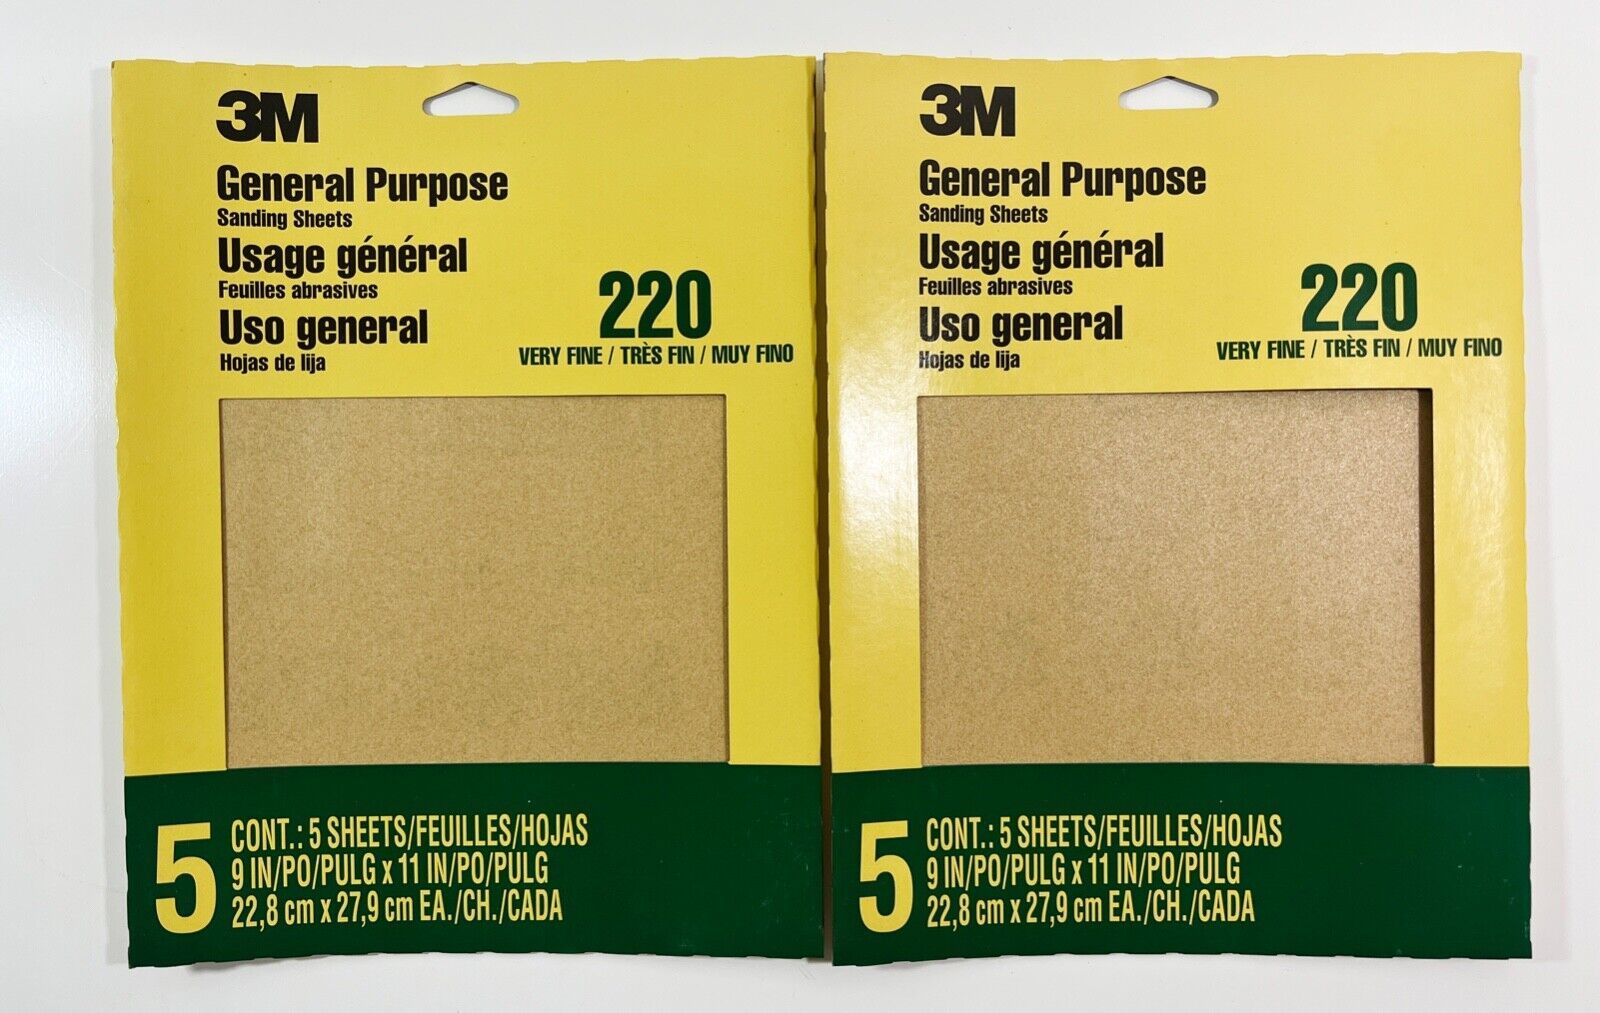 3M
General Purpose
Sanding Sheets
Usage général
Feuilles abrasives
Uso general
Hojas de lija
220
VERY FINE / TRÈS FIN / MUY FINO
5
CONT.: 5 SHEETS/FEUILLES/HOJAS
9 IN/PO/PULG x 11 IN/PO/PULG
22,8 cm x 27,9 cm EA./CH./CADA
3M
General Purpose
Sanding Sheets
Usage général
Feuilles abrasives
Uso general
Hojas de lija
220
VERY FINE / TRÈS FIN / MUY FINO
5
CONT.: 5 SHEETS/FEUILLES/HOJAS
9 IN/PO/PULG x 11 IN/PO/PULG
22,8 cm x 27,9 cm EA./CH./CADA